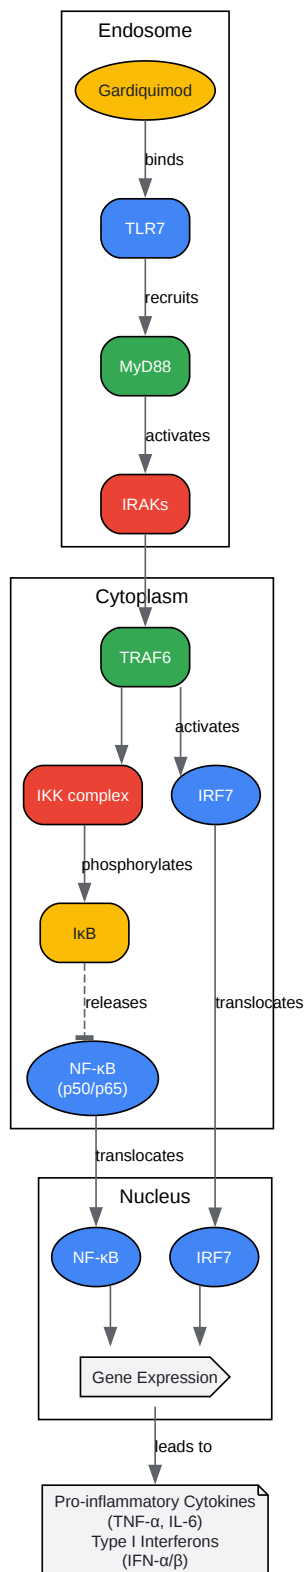 Endosome
Gardiquimod
binds
TLR7
recruits
MyD88
activates
IRAKs
Cytoplasm
TRAF6
activates
IKK complex
IRF7
phosphorylates
IκB
releases
translocates
NF-κB
(p50/p65)
translocates
Nucleus
NF-κB
IRF7
Gene Expression
leads to
Pro-inflammatory Cytokines
(TNF-α, IL-6)
Type I Interferons
(IFN-α/β)